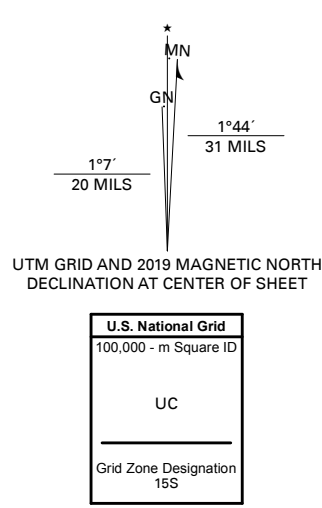 ★
MN
GN
1°44´
31 MILS
1°7´
20 MILS
UTM GRID AND 2019 MAGNETIC NORTH
DECLINATION AT CENTER OF SHEET
U.S. National Grid
100,000 - m Square ID
UC
Grid Zone Designation
15S